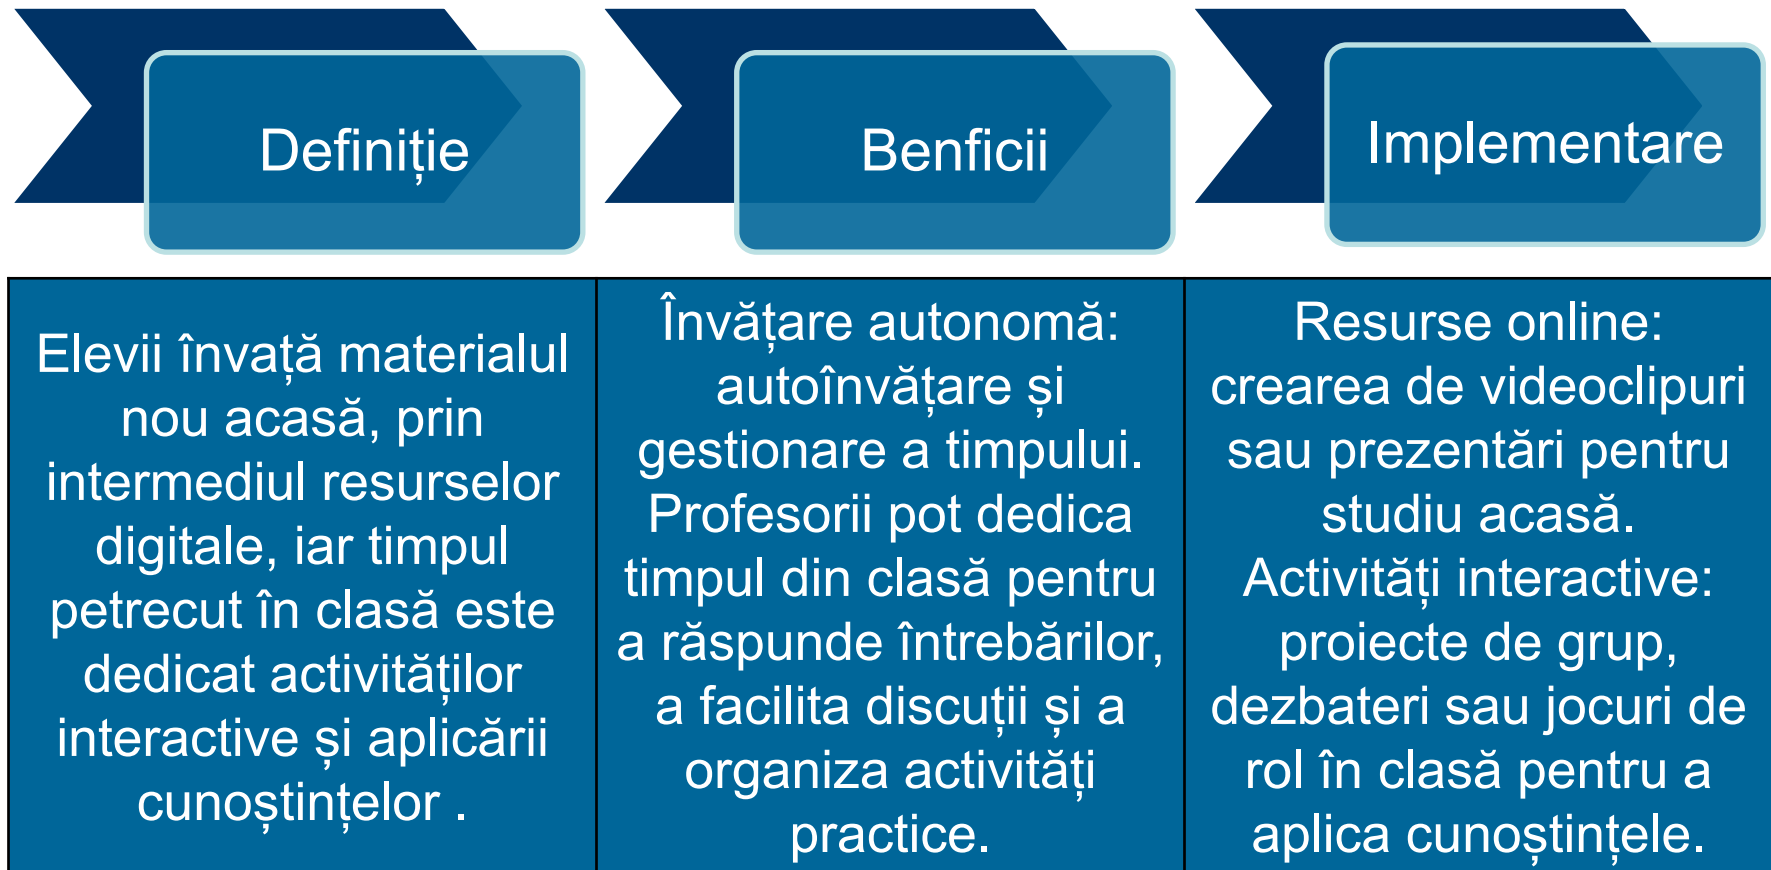 Definiție
Benficii
Implementare
Elevii învață materialul
nou acasă, prin
intermediul resurselor
digitale, iar timpul
petrecut în clasă este
dedicat activităților
interactive și aplicării
cunoștințelor .
Învățare autonomă:
autoînvățare și
gestionare a timpului.
Profesorii pot dedica
timpul din clasă pentru
a răspunde întrebărilor,
a facilita discuții și a
organiza activități
practice.
Resurse online:
crearea de videoclipuri
sau prezentări pentru
studiu acasă.
Activități interactive:
proiecte de grup,
dezbateri sau jocuri de
rol în clasă pentru a
aplica cunoștințele.